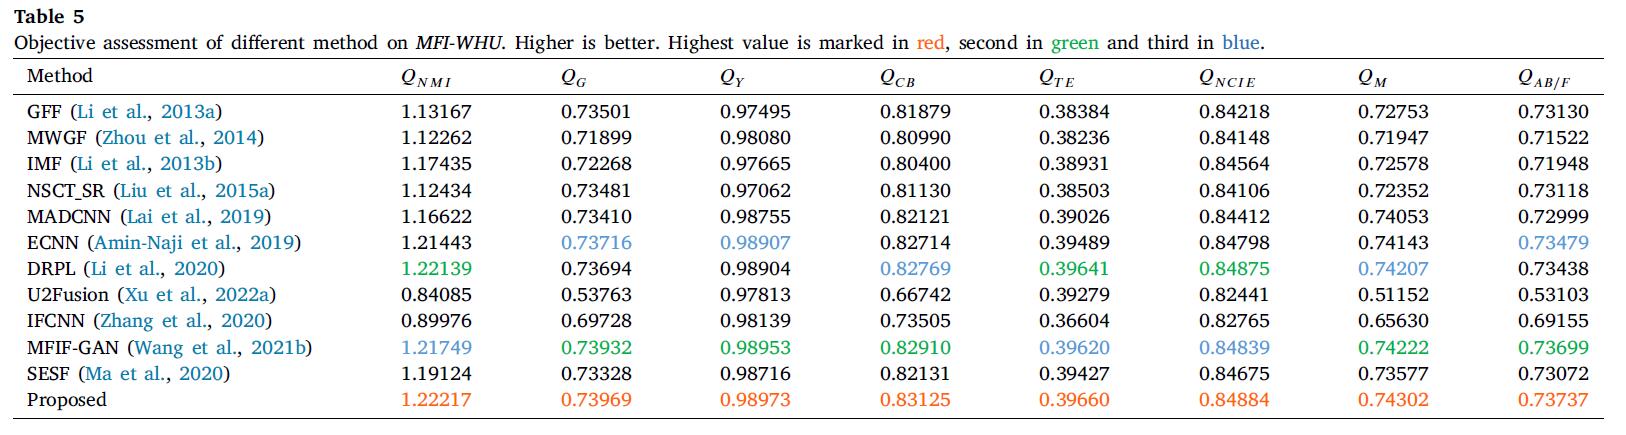 Table 5
Objective assessment of different method on MFI-WHU. Higher is better. Highest value is marked in red, second in green and third in blue.
Method Q_NMI Q_G Q_Y Q_CB Q_TE Q_NCIE Q_M Q_AB/F
GFF (Li et al., 2013a) 1.13167 0.73501 0.97495 0.81879 0.38384 0.84218 0.72753 0.73130
MWGF (Zhou et al., 2014) 1.12262 0.71899 0.98080 0.80990 0.38236 0.84148 0.71947 0.71522
IMF (Li et al., 2013b) 1.17435 0.72268 0.97665 0.80400 0.38931 0.84564 0.72578 0.71948
NSCT_SR (Liu et al., 2015a) 1.12434 0.73481 0.97062 0.81130 0.38503 0.84106 0.72352 0.73118
MADCNN (Lai et al., 2019) 1.16622 0.73410 0.98755 0.82121 0.39026 0.84412 0.74053 0.72999
ECNN (Amin-Naji et al., 2019) 1.21443 0.73716 0.98907 0.82714 0.39489 0.84798 0.74143 0.73479
DRPL (Li et al., 2020) 1.22139 0.73694 0.98904 0.82769 0.39641 0.84875 0.74207 0.73438
U2Fusion (Xu et al., 2022a) 0.84085 0.53763 0.97813 0.66742 0.39279 0.82441 0.51152 0.53103
IFCNN (Zhang et al., 2020) 0.89976 0.69728 0.98139 0.73505 0.36604 0.82765 0.65630 0.69155
MFIF-GAN (Wang et al., 2021b) 1.21749 0.73932 0.98953 0.82910 0.39620 0.84839 0.74222 0.73699
SESF (Ma et al., 2020) 1.19124 0.73328 0.98716 0.82131 0.39427 0.84675 0.73577 0.73072
Proposed 1.22217 0.73969 0.98973 0.83125 0.39660 0.84884 0.74302 0.73737